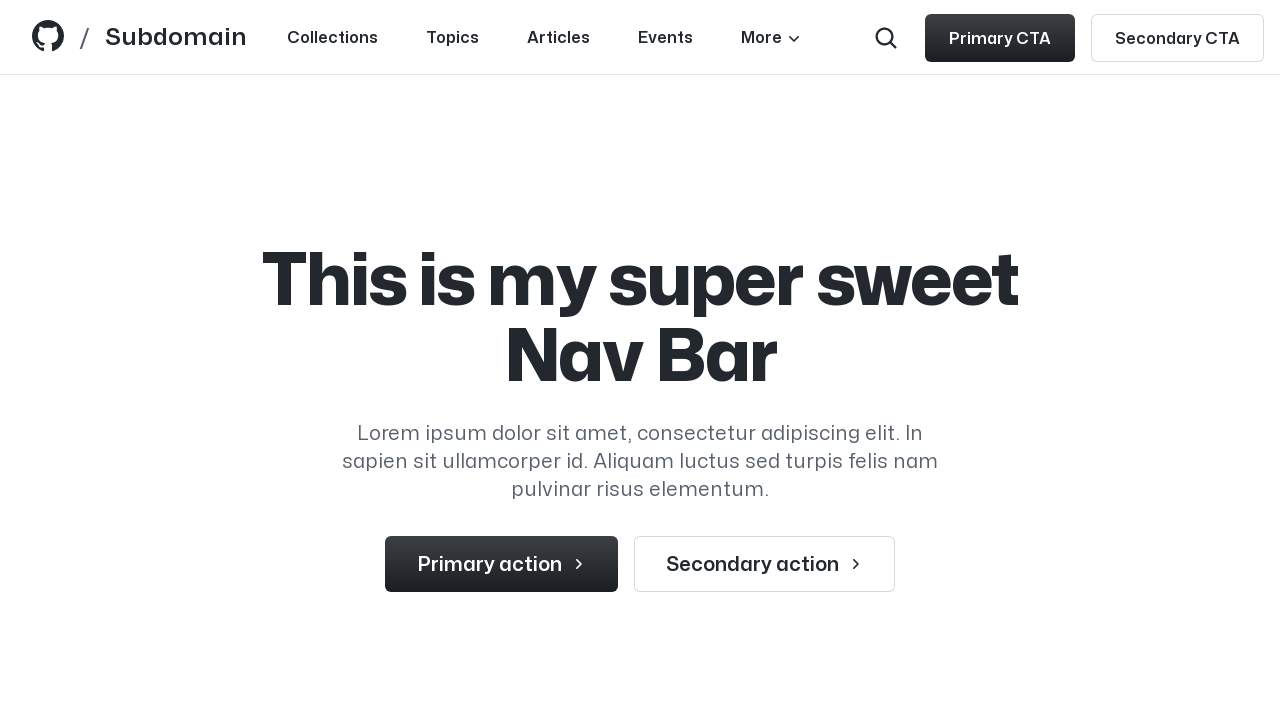 / Subdomain Collections Topics Articles Events More Primary CTA Secondary CTA
This is my super sweet
Nav Bar
Lorem ipsum dolor sit amet, consectetur adipiscing elit. In
sapien sit ullamcorper id. Aliquam luctus sed turpis felis nam
pulvinar risus elementum.
Primary action Secondary action